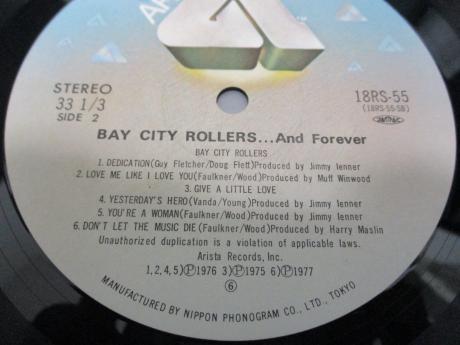 STEREO
33 1/3
SIDE 2
18RS-55
(18RS-55-SB)
BAY CITY ROLLERS...And Forever
BAY CITY ROLLERS
1. DEDICATION(Guy Fletcher/Doug Flett)Produced by Jimmy Ienner
2. LOVE ME LIKE I LOVE YOU(Faulkner/Wood)Produced by Muff Winwood
3. GIVE A LITTLE LOVE
4. YESTERDAY'S HERO(Vanda/Young)Produced by Jimmy Ienner
5. YOU'RE A WOMAN(Faulkner/Wood)Produced by Jimmy Ienner
6. DON'T LET THE MUSIC DIE(Faulkner/Wood)Produced by Harry Maslin
Unauthorized duplication is a violation of applicable laws.
Arista Records, Inc.
1, 2, 4, 5)Ⓟ1976 3)Ⓟ1975 6)Ⓟ1977
⑥
MANUFACTURED BY NIPPON PHONOGRAM CO., LTD., TOKYO